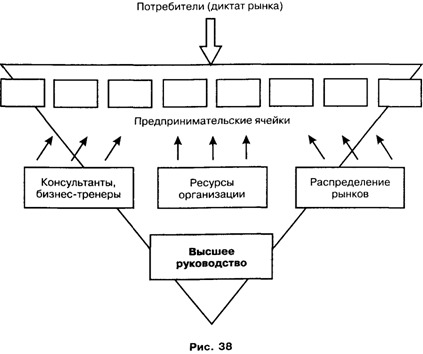 Потребители (диктат рынка)
Предпринимательские ячейки
Консультанты,
бизнес-тренеры
Ресурсы
организации
Распределение
рынков
Высшее
руководство
Рис. 38